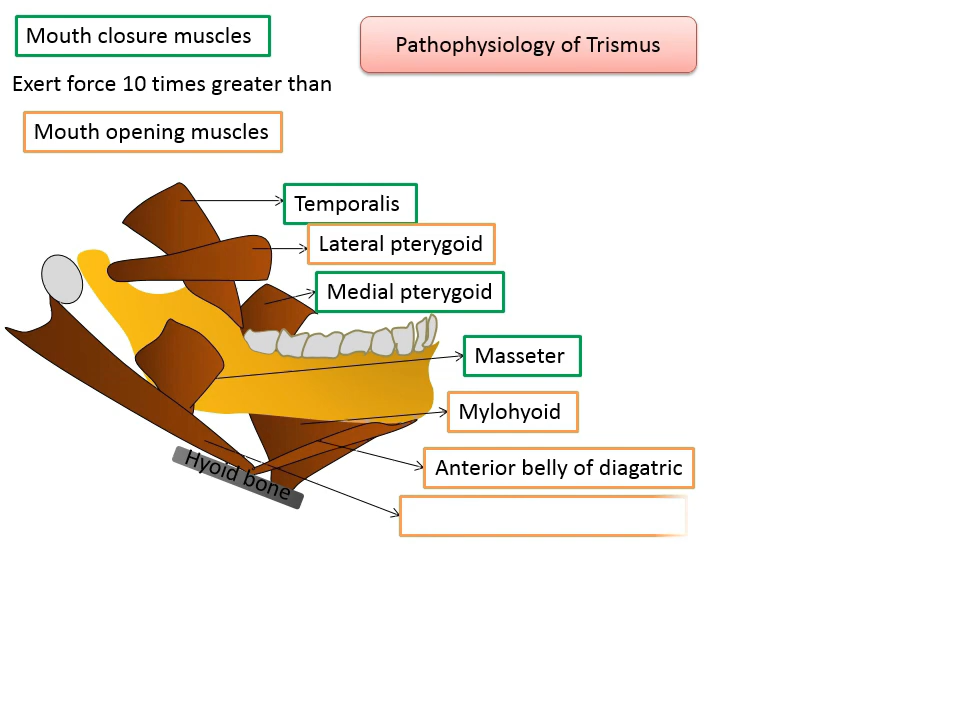 Mouth closure muscles
Pathophysiology of Trismus
Exert force 10 times greater than
Mouth opening muscles
Temporalis
Lateral pterygoid
Medial pterygoid
Masseter
Mylohyoid
Anterior belly of diagatric
Hyoid bone